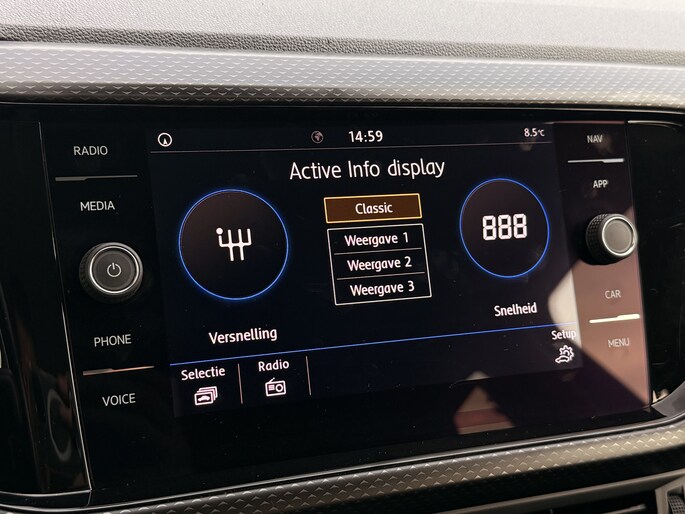 RADIO
MEDIA
PHONE
VOICE
14:59
8.5°C
Active Info display
Classic
Weergave 1
Weergave 2
Weergave 3
888
Versnelling
Snelheid
Selectie
Radio
Setup
NAV
APP
CAR
MENU